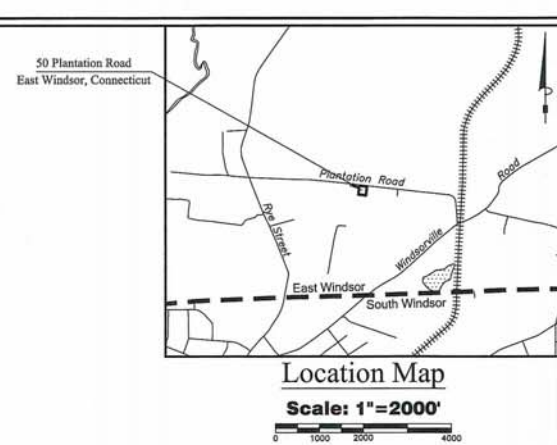 50 Plantation Road
East Windsor, Connecticut
Plantation Road
Road
Rye Street
Windsorville
East Windsor
South Windsor
Location Map
Scale: 1"=2000'
0 1000 2000 4000